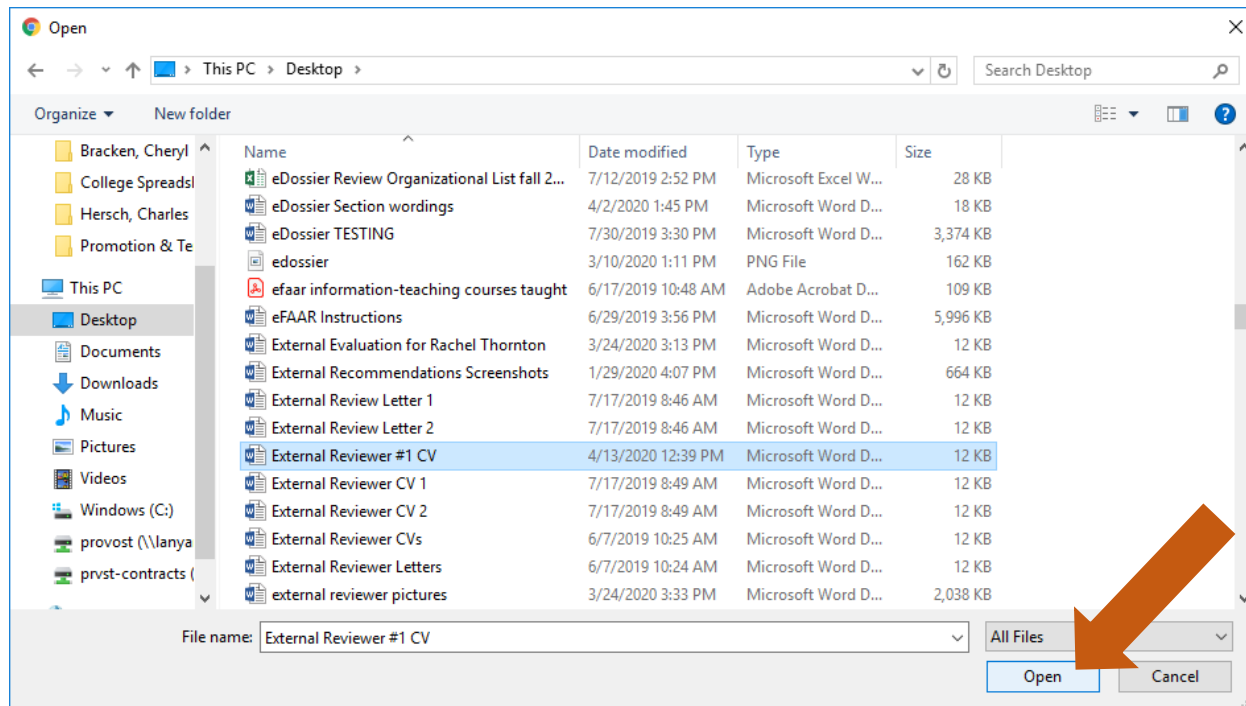 Open
This PC > Desktop >
Search Desktop
Organize
New folder
Bracken, Cheryl
College Spreadsl
Hersch, Charles
Promotion & Te
This PC
Desktop
Documents
Downloads
Music
Pictures
Videos
Windows (C:)
provost (\\lanya
prvst-contracts (
Name Date modified Type Size
eDossier Review Organizational List fall 2... 7/12/2019 2:52 PM Microsoft Excel W... 28 KB
eDossier Section wordings 4/2/2020 1:45 PM Microsoft Word D... 18 KB
eDossier TESTING 7/30/2019 3:30 PM Microsoft Word D... 3,374 KB
edossier 3/10/2020 1:11 PM PNG File 162 KB
efaar information-teaching courses taught 6/17/2019 10:48 AM Adobe Acrobat D... 109 KB
eFAAR Instructions 6/29/2019 3:56 PM Microsoft Word D... 5,996 KB
External Evaluation for Rachel Thornton 3/24/2020 3:13 PM Microsoft Word D... 12 KB
External Recommendations Screenshots 1/29/2020 4:07 PM Microsoft Word D... 664 KB
External Review Letter 1 7/17/2019 8:46 AM Microsoft Word D... 12 KB
External Review Letter 2 7/17/2019 8:46 AM Microsoft Word D... 12 KB
External Reviewer #1 CV 4/13/2020 12:39 PM Microsoft Word D... 12 KB
External Reviewer CV 1 7/17/2019 8:49 AM Microsoft Word D... 12 KB
External Reviewer CV 2 7/17/2019 8:49 AM Microsoft Word D... 12 KB
External Reviewer CVs 6/7/2019 10:25 AM Microsoft Word D... 12 KB
External Reviewer Letters 6/7/2019 10:24 AM Microsoft Word D... 12 KB
external reviewer pictures 3/24/2020 3:33 PM Microsoft Word D... 2,038 KB
File name: External Reviewer #1 CV
All Files
Open
Cancel